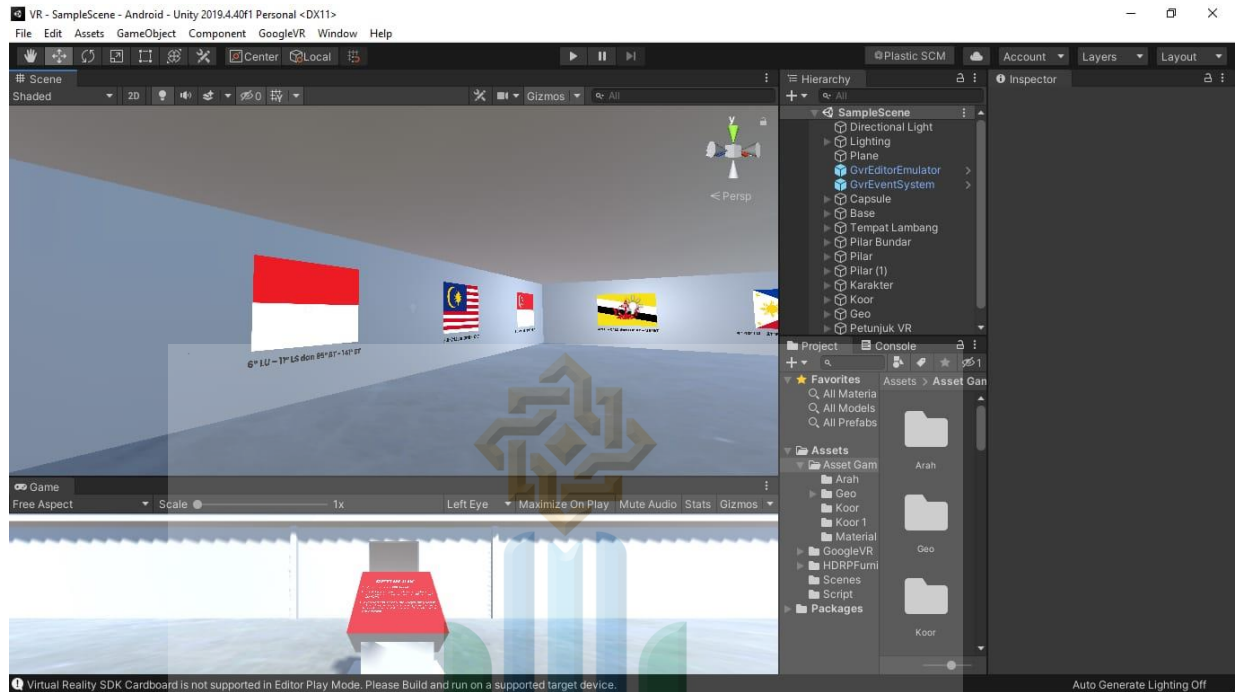 VR - SampleScene - Android - Unity 2019.4.40f1 Personal <DX11>
File Edit Assets GameObject Component GoogleVR Window Help
Center Local Plastic SCM Account Layers Layout
Scene
Shaded 2D 0 Gizmos All
y
Persp
6° LU – 11° LS dan 95° BT - 141° BT
Game
Free Aspect Scale 1x Left Eye Maximize On Play Mute Audio Stats Gizmos
PETUNJUK
Hierarchy
All
SampleScene
Directional Light
Lighting
Plane
GvrEditorEmulator
GvrEventSystem
Capsule
Base
Tempat Lambang
Pilar Bundar
Pilar
Pilar (1)
Karakter
Koor
Geo
Petunjuk VR
Project Console
1
Favorites
All Materia
All Models
All Prefabs
Assets
Asset Gam
Arah
Geo
Koor
Koor 1
Material
GoogleVR
HDRPFurni
Scenes
Script
Packages
Assets > Asset Gan
Arah
Geo
Koor
Inspector
Virtual Reality SDK Cardboard is not supported in Editor Play Mode. Please Build and run on a supported target device.
Auto Generate Lighting Off